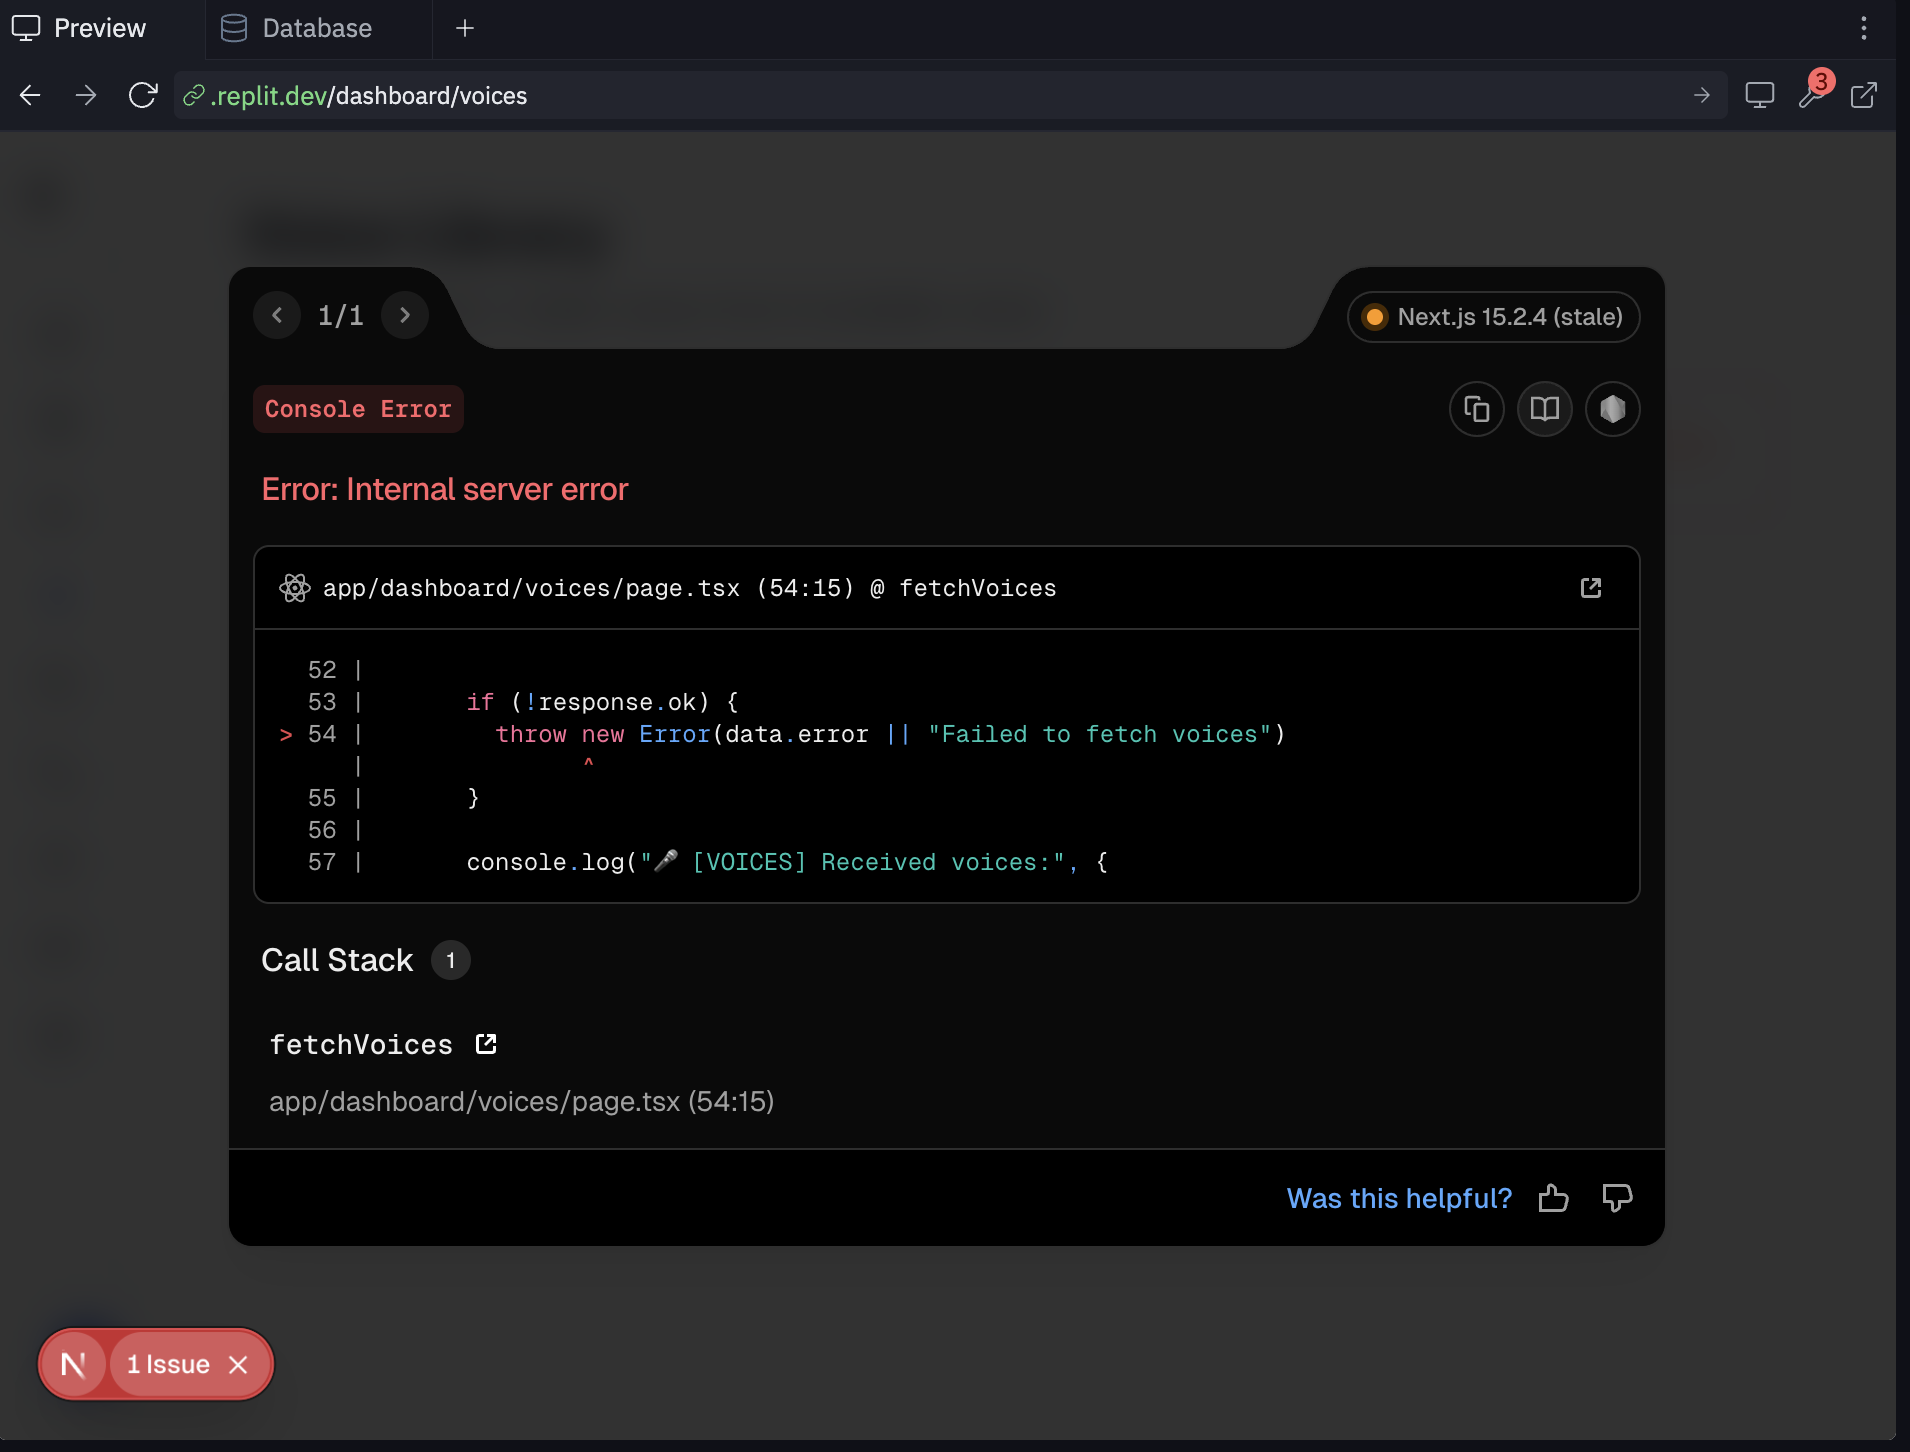 Preview
Database
.replit.dev/dashboard/voices
3
1/1
Next.js 15.2.4 (stale)
Console Error
Error: Internal server error
app/dashboard/voices/page.tsx (54:15) @ fetchVoices
52 |
53 | if (!response.ok) {
> 54 | throw new Error(data.error || "Failed to fetch voices")
| ^
55 | }
56 |
57 | console.log("🎤 [VOICES] Received voices:", {
Call Stack 1
fetchVoices
app/dashboard/voices/page.tsx (54:15)
Was this helpful?
N 1 Issue